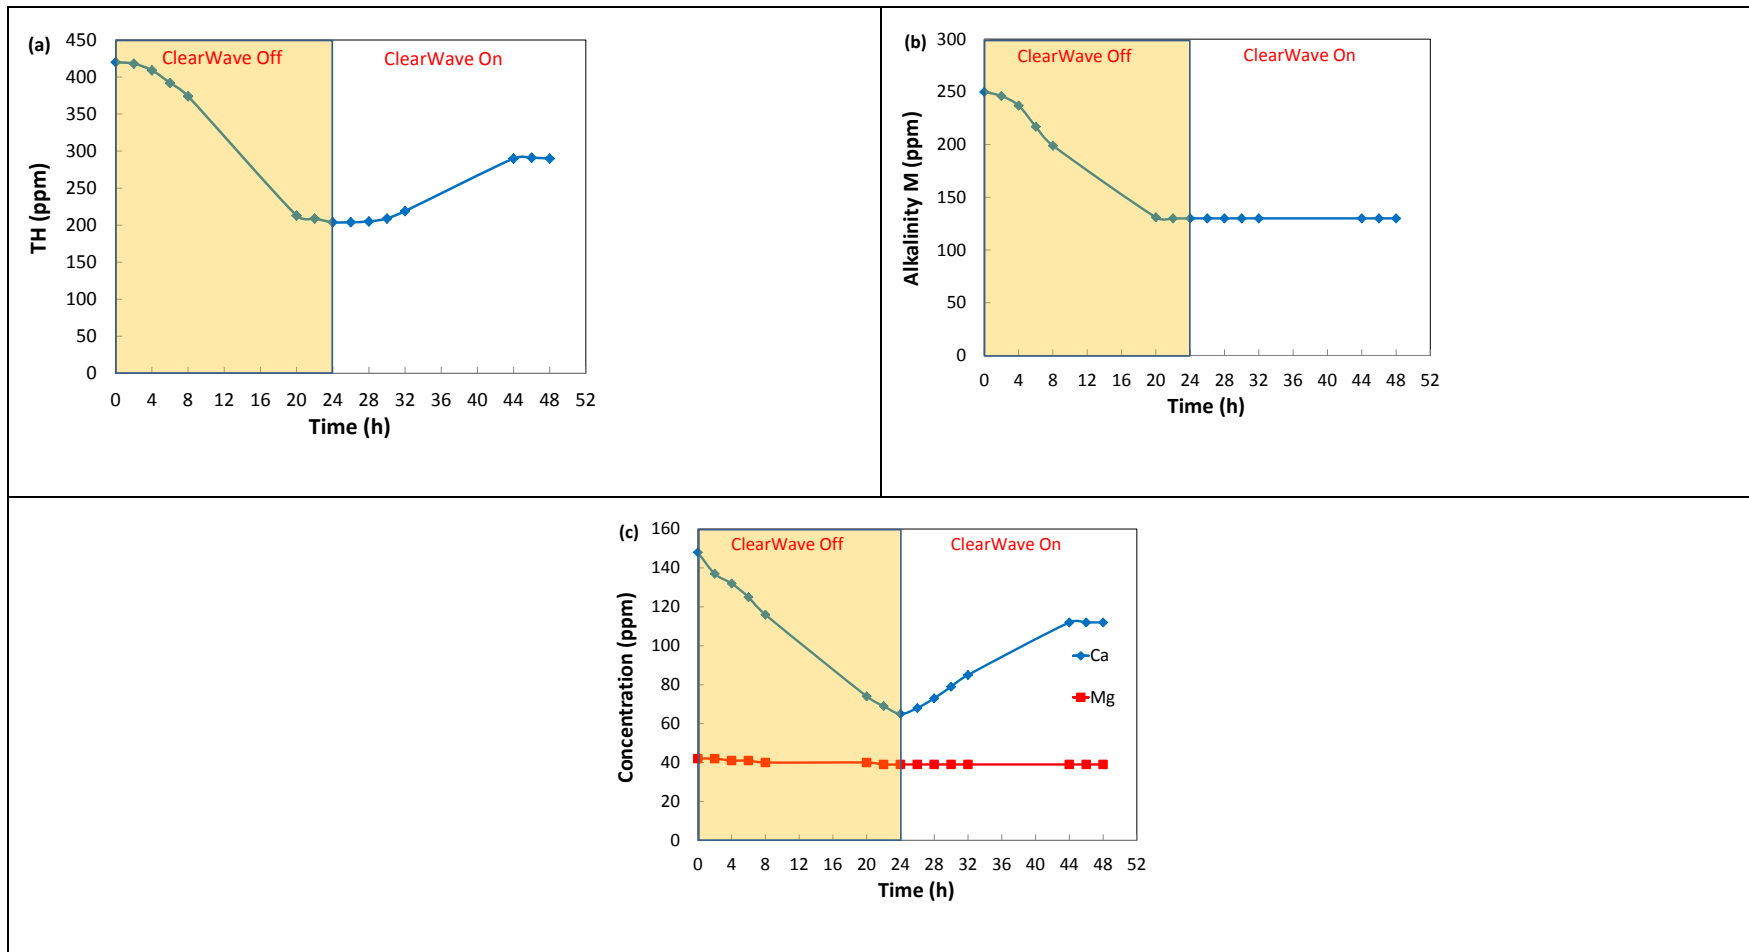 (a)
ClearWave Off
ClearWave On
TH (ppm)
450
400
350
300
250
200
150
100
50
0
0 4 8 12 16 20 24 28 32 36 40 44 48 52
Time (h)
(b)
ClearWave Off
ClearWave On
Alkalinity M (ppm)
300
250
200
150
100
50
0
0 4 8 12 16 20 24 28 32 36 40 44 48 52
Time (h)
(c)
ClearWave Off
ClearWave On
Concentration (ppm)
160
140
120
100
80
60
40
20
0
Ca
Mg
0 4 8 12 16 20 24 28 32 36 40 44 48 52
Time (h)